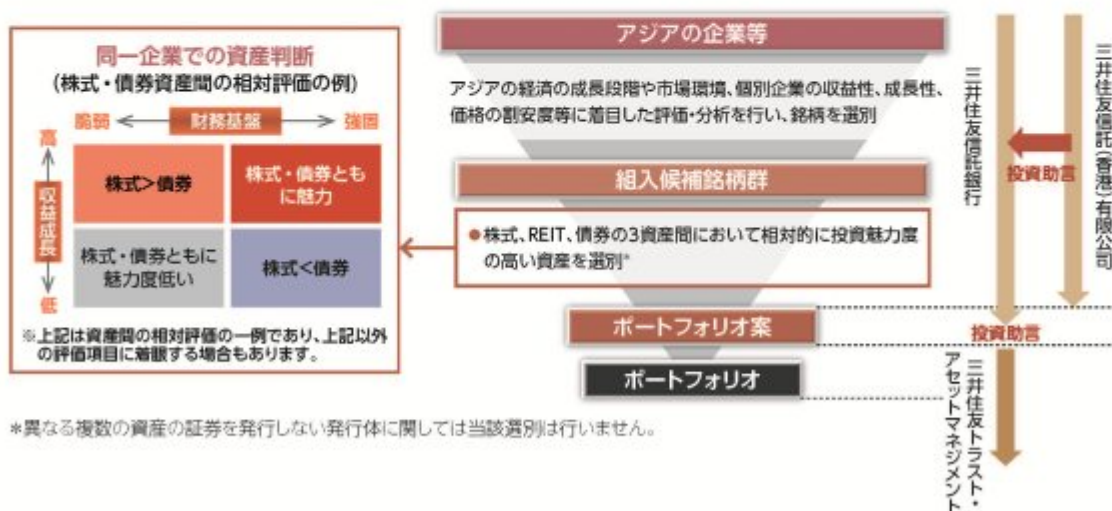 同一企業での資産判断
(株式・債券資産間の相対評価の例)
脆弱
財務基盤
強固
高
収益成長
低
株式>債券
株式・債券とも
に魅力
株式・債券ともに
魅力度低い
株式<債券
※上記は資産間の相対評価の一例であり、上記以外
の評価項目に着眼する場合もあります。
アジアの企業等
アジアの経済の成長段階や市場環境、個別企業の収益性、成長性、
価格の割安度等に着目した評価・分析を行い、銘柄を選別
組入候補銘柄群
●株式、REIT、債券の3資産間において相対的に投資魅力度
の高い資産を選別*
ポートフォリオ案
ポートフォリオ
三井住友信託銀行
投資助言
三井住友信託(香港)有限公司
投資助言
三井住友トラスト・
アセットマネジメント
*異なる複数の資産の証券を発行しない発行体に関しては当該選別は行いません。